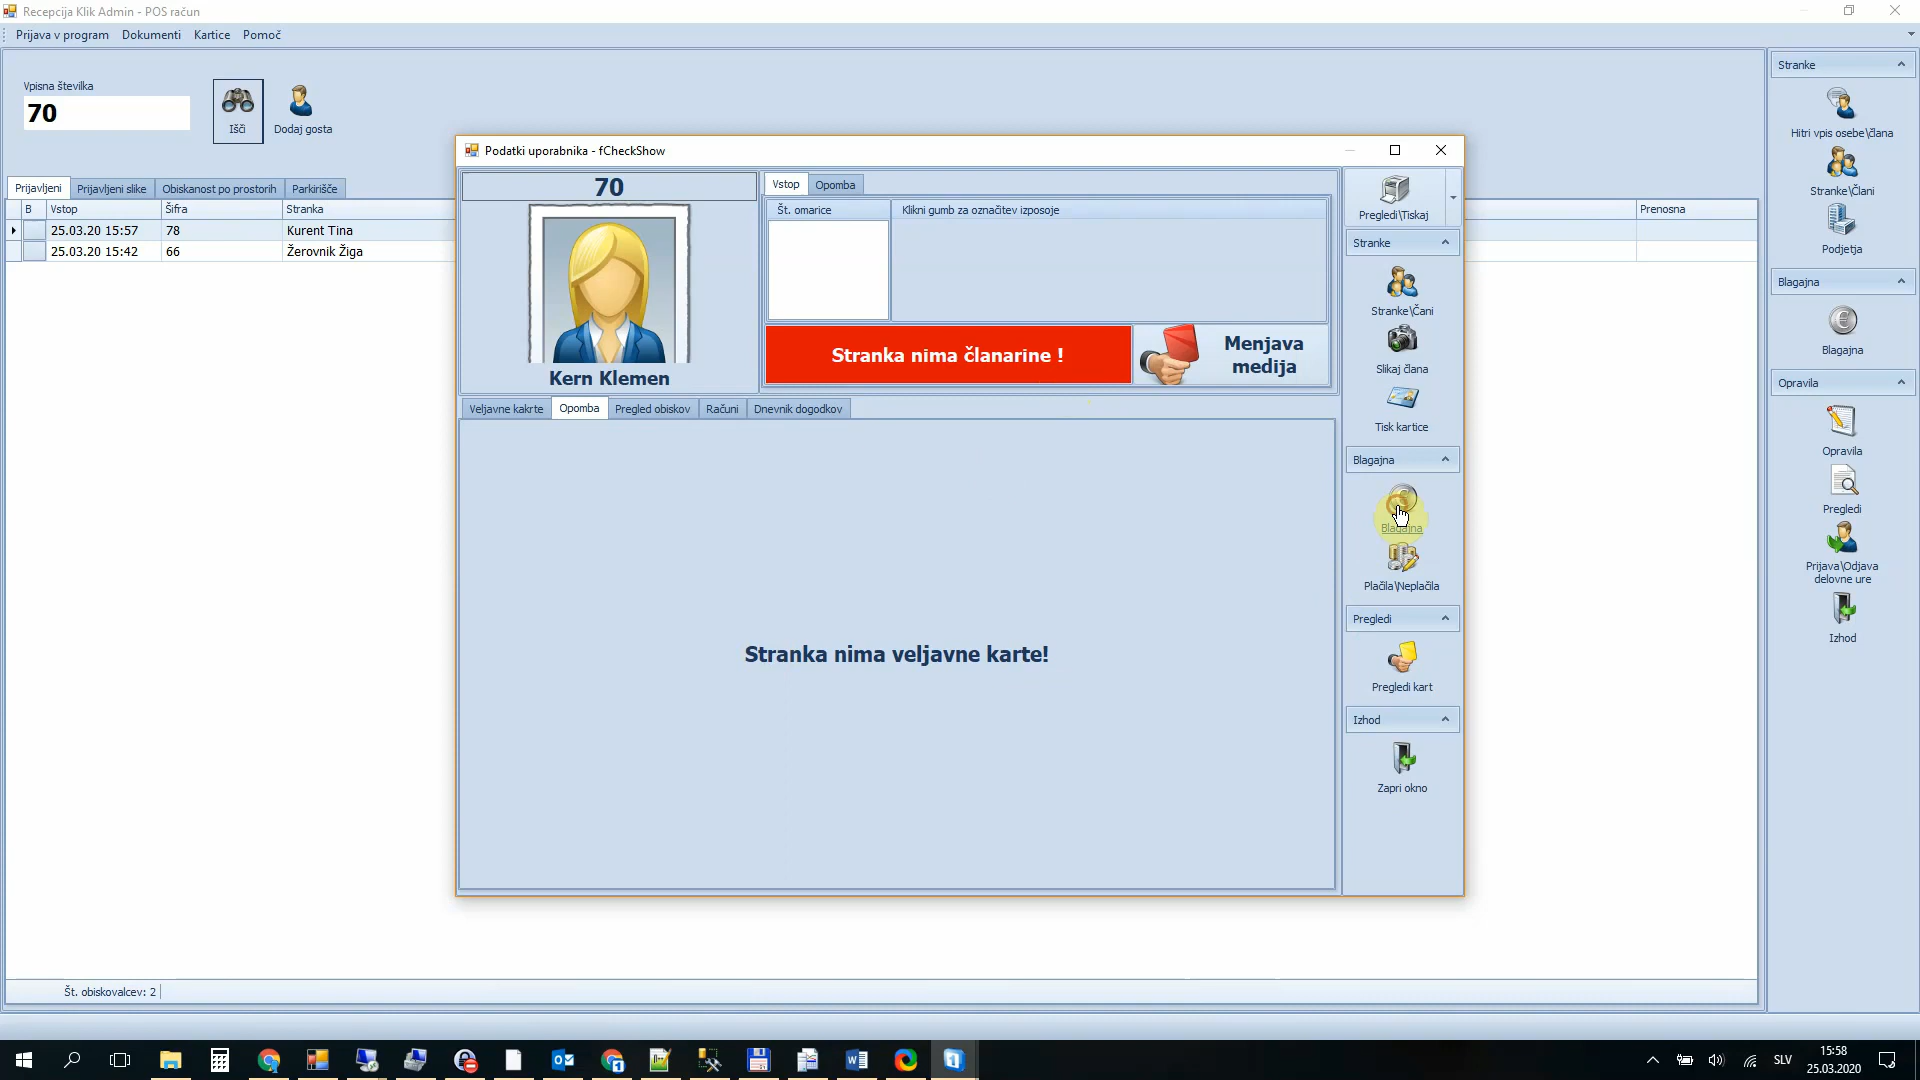 Recepcija Klik Admin - POS račun
Prijava v program Dokumenti Kartice Pomoč
Vpisna številka
70
Išči
Dodaj gosta
Prijavljeni Prijavljeni slike Obiskanost po prostorih Parkirišče
B Vstop Šifra Stranka Prenosna
25.03.20 15:57 78 Kurent Tina
25.03.20 15:42 66 Žerovnik Žiga
Št. obiskovalcev: 2
Podatki uporabnika - fCheckShow
70
Kern Klemen
Vstop Opomba
Št. omarice Klikni gumb za označitev izposoje
Stranka nima članarine !
Menjava
medija
Veljavne kakrte Opomba Pregled obiskov Računi Dnevnik dogodkov
Stranka nima veljavne karte!
Pregledi\Tiskaj
Stranke
Stranke\Čani
Slikaj člana
Tisk kartice
Blagajna
Blagajna
Plačila\Neplačila
Pregledi
Pregledi kart
Izhod
Zapri okno
Stranke
Hitri vpis osebe\člana
Stranke\Člani
Podjetja
Blagajna
Blagajna
Opravila
Opravila
Pregledi
Prijava\Odjava
delovne ure
Izhod
SLV
15:58
25.03.2020